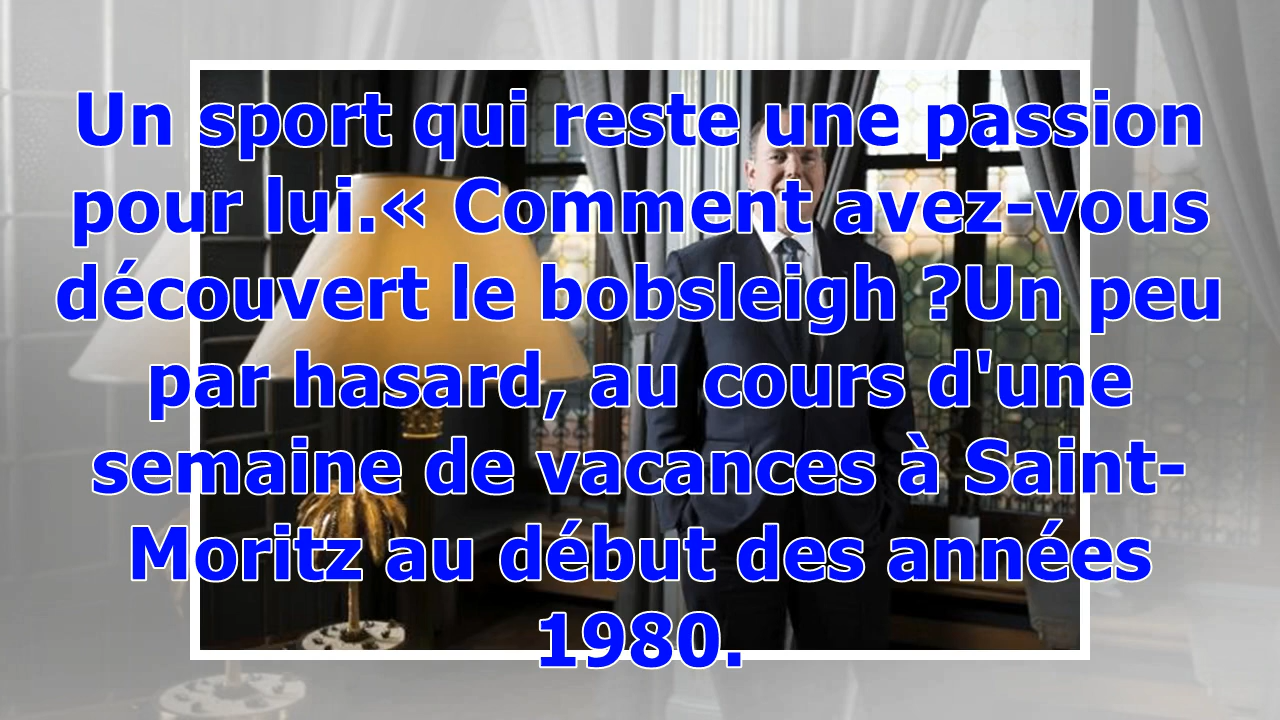 Un sport qui reste une passion
pour lui.« Comment avez-vous
découvert le bobsleigh ?Un peu
par hasard, au cours d'une
semaine de vacances à Saint-
Moritz au début des années
1980.